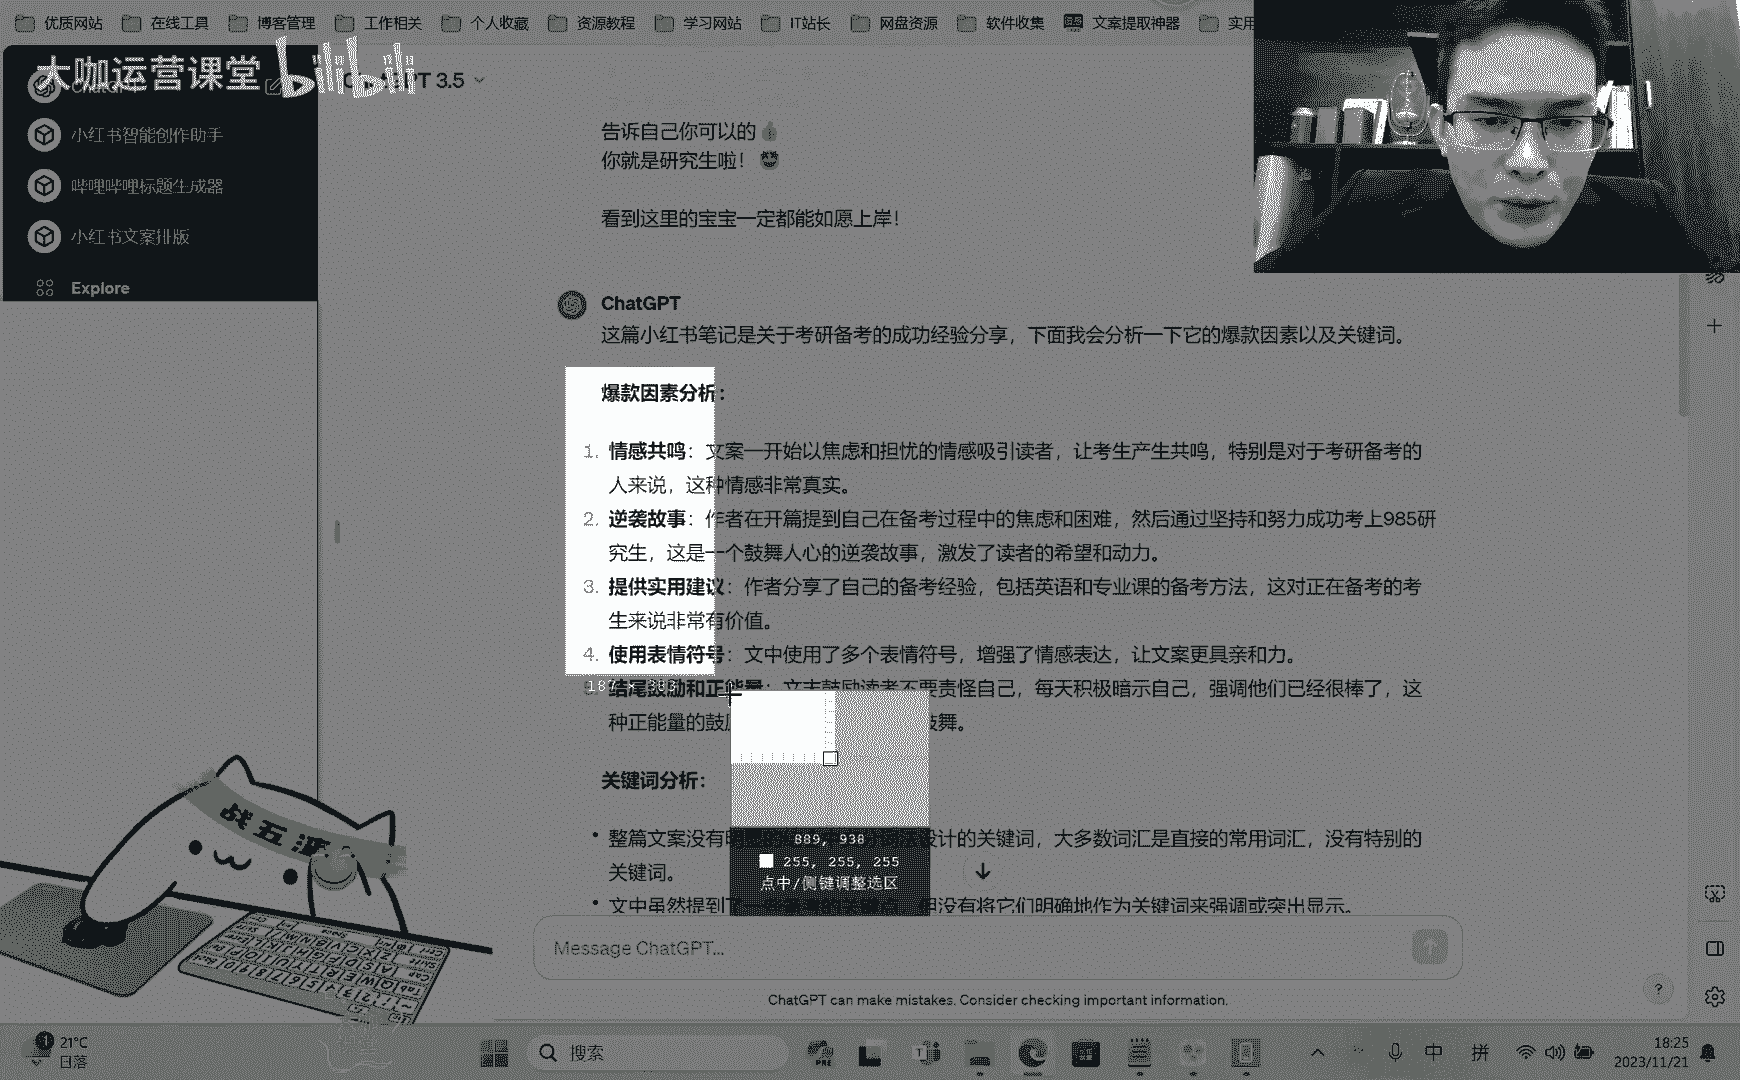 优质网站
在线工具
博客管理
工作相关
个人收藏
资源教程
学习网站
IT站长
网盘资源
软件收集
文案提取神器
实用
大咖运营课堂 bilibili
T 3.5
小红书智能创作助手
哔哩哔哩标题生成器
小红书文案排版
Explore
告诉自己你可以的
你就是研究生啦！
看到这里的宝宝一定都能如愿上岸！
ChatGPT
这篇小红书笔记是关于考研备考的成功经验分享，下面我会分析一下它的爆款因素以及关键词。
爆款因素分析：
1. 情感共鸣：文案一开始以焦虑和担忧的情感吸引读者，让考生产生共鸣，特别是对于考研备考的
人来说，这种情感非常真实。
2. 逆袭故事：作者在开篇提到自己在备考过程中的焦虑和困难，然后通过坚持和努力成功考上985研
究生，这是一个鼓舞人心的逆袭故事，激发了读者的希望和动力。
3. 提供实用建议：作者分享了自己的备考经验，包括英语和专业课的备考方法，这对正在备考的考
生来说非常有价值。
4. 使用表情符号：文中使用了多个表情符号，增强了情感表达，让文案更具亲和力。
结尾鼓励和正能量：文末鼓励读者不要责怪自己，每天积极暗示自己，强调他们已经很棒了，这
种正能量的鼓 舞。
关键词分析：
• 整篇文案没有明 设计的关键词，大多数词汇是直接的常用词汇，没有特别的
关键词。
• 文中虽然提到了 但没有将它们明确地作为关键词来强调或突出显示。
889, 938
255, 255, 255
点中/侧键调整选区
战五渣
Message ChatGPT...
ChatGPT can make mistakes. Consider checking important information.
?
1
21°C
日落
搜索
中
拼
18:25
2023/11/21